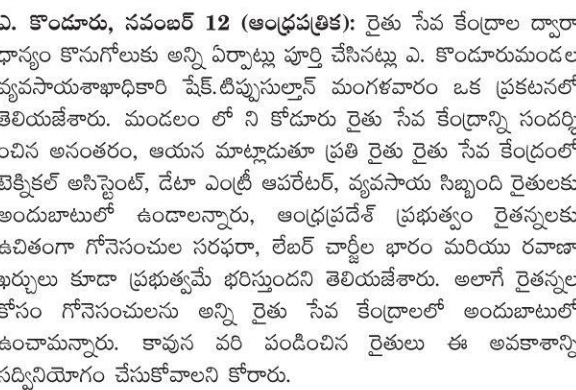 ఎ. కొండూరు, నవంబర్ 12 (ఆంధ్రపత్రిక): రైతు సేవ కేంద్రాల ద్వారా
ధాన్యం కొనుగోలుకు అన్ని ఏర్పాట్లు పూర్తి చేసినట్లు ఎ. కొండూరుమండల
వ్యవసాయశాఖాధికారి షేక్.టిప్పుసుల్తాన్ మంగళవారం ఒక ప్రకటనలో
తెలియజేశారు. మండలం లో ని కోడూరు రైతు సేవ కేంద్రాన్ని సందర్శి
ంచిన అనంతరం, ఆయన మాట్లాడుతూ ప్రతి రైతు రైతు సేవ కేంద్రంలో
టెక్నికల్ అసిస్టెంట్, డేటా ఎంట్రీ ఆపరేటర్, వ్యవసాయ సిబ్బంది రైతులకు
అందుబాటులో ఉండాలన్నారు, ఆంధ్రప్రదేశ్ ప్రభుత్వం రైతన్నలకు
ఉచితంగా గోనెసంచుల సరఫరా, లేబర్ చార్జీల భారం మరియు రవాణా
ఖర్చులు కూడా ప్రభుత్వమే భరిస్తుందని తెలియజేశారు. అలాగే రైతన్నల
కోసం గోనెసంచులను అన్ని రైతు సేవ కేంద్రాలలో అందుబాటులో
ఉంచామన్నారు. కావున వరి పండించిన రైతులు ఈ అవకాశాన్ని
సద్వినియోగం చేసుకోవాలని కోరారు.